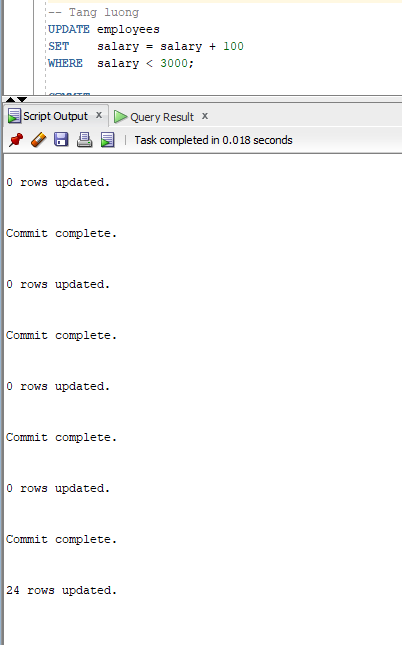 -- Tang luong
UPDATE employees
SET salary = salary + 100
WHERE salary < 3000;
Script Output x Query Result x
Task completed in 0.018 seconds
0 rows updated.
Commit complete.
0 rows updated.
Commit complete.
0 rows updated.
Commit complete.
0 rows updated.
Commit complete.
24 rows updated.